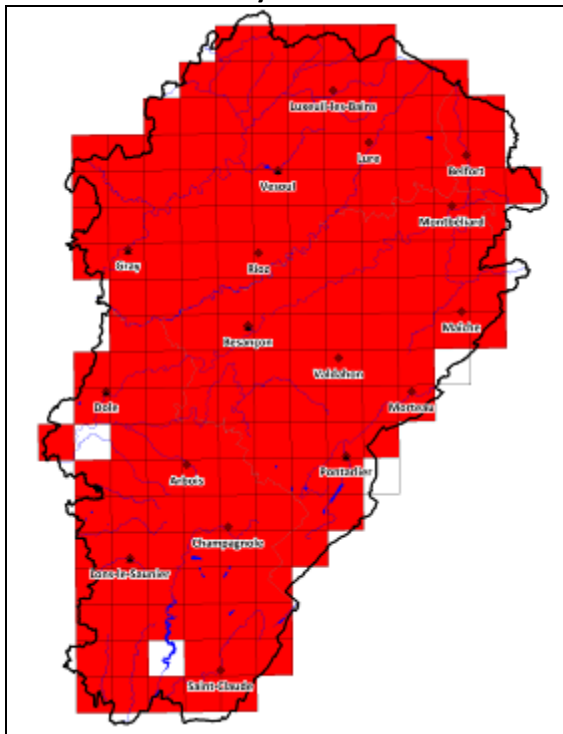 Luxeuil-les-Bains
Lure
Belfort
Vesoul
Montbéliard
Gray
Rioz
Maîche
Besançon
Valdahon
Dole
Morteau
Pontarlier
Arbois
Champagnole
Lons-le-Saunier
Saint-Claude